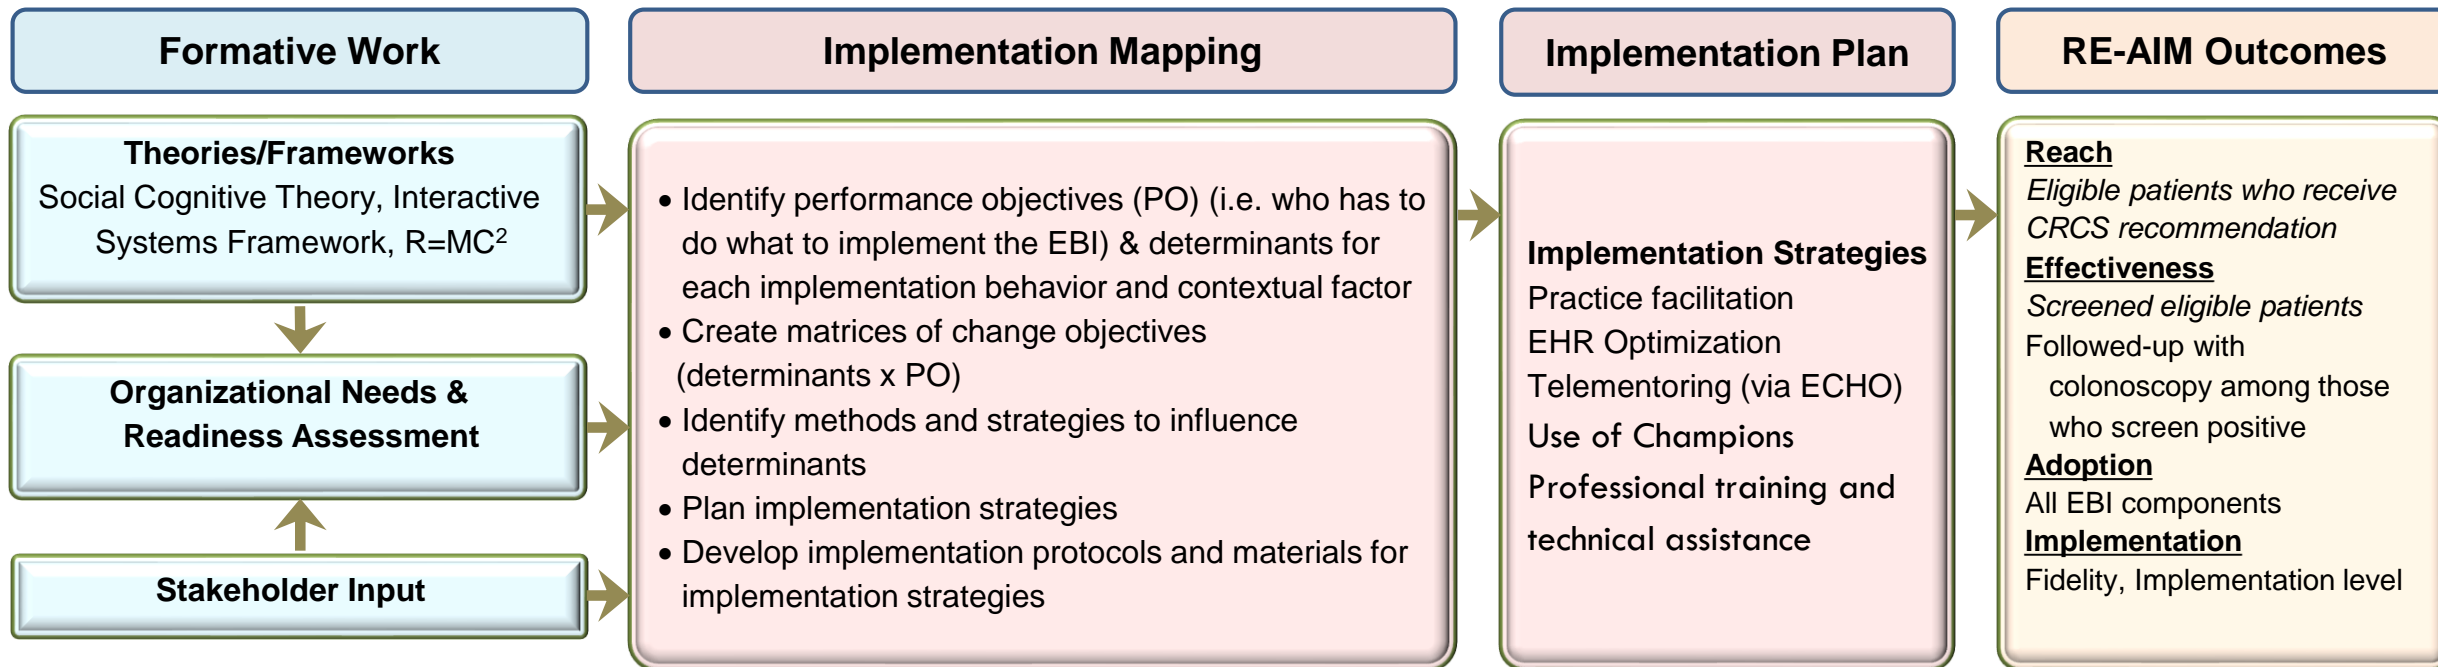 Formative Work
Implementation Mapping
Implementation Plan
RE-AIM Outcomes
Theories/Frameworks
Social Cognitive Theory, Interactive
Systems Framework, R=MC²
Organizational Needs &
Readiness Assessment
Stakeholder Input
• Identify performance objectives (PO) (i.e. who has to
do what to implement the EBI) & determinants for
each implementation behavior and contextual factor
• Create matrices of change objectives
(determinants x PO)
• Identify methods and strategies to influence
determinants
• Plan implementation strategies
• Develop implementation protocols and materials for
implementation strategies
Implementation Strategies
Practice facilitation
EHR Optimization
Telementoring (via ECHO)
Use of Champions
Professional training and
technical assistance
Reach
Eligible patients who receive
CRCS recommendation
Effectiveness
Screened eligible patients
Followed-up with
colonoscopy among those
who screen positive
Adoption
All EBI components
Implementation
Fidelity, Implementation level